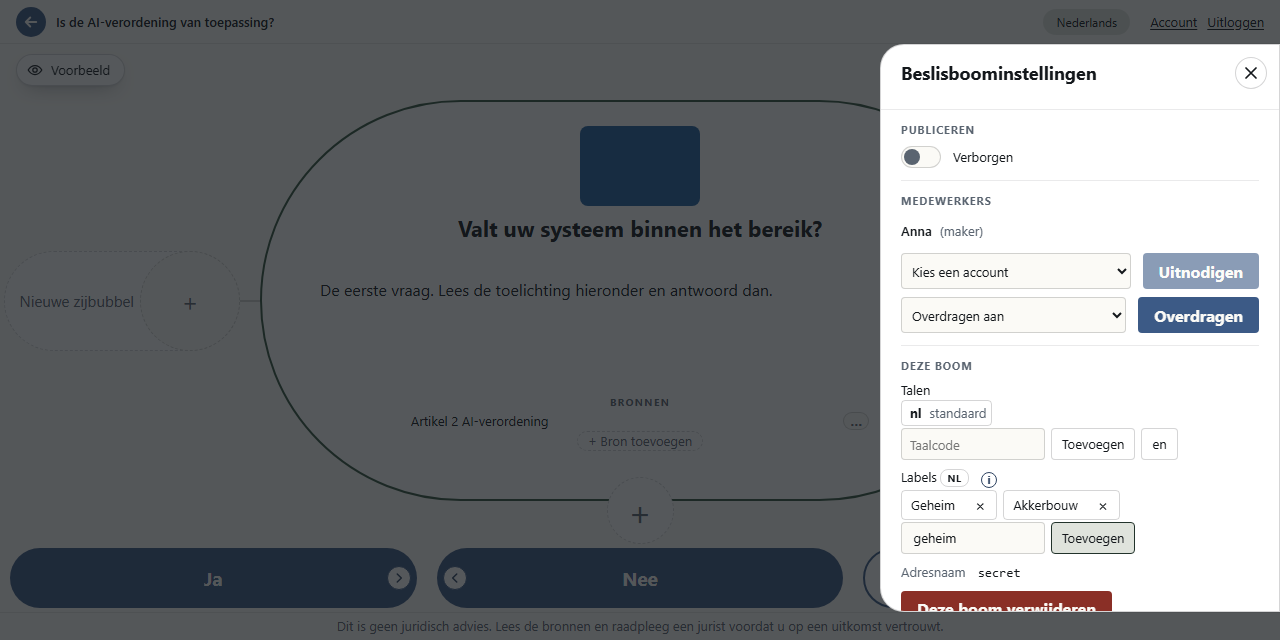 Is de AI-verordening van toepassing?
Nederlands
Account
Uitloggen
Voorbeeld
Valt uw systeem binnen het bereik?
Nieuwe zijbubbel
+
De eerste vraag. Lees de toelichting hieronder en antwoord dan.
BRONNEN
Artikel 2 AI-verordening
...
+ Bron toevoegen
+
Ja
Nee
Dit is geen juridisch advies. Lees de bronnen en raadpleeg een jurist voordat u op een uitkomst vertrouwt.
Beslisboominstellingen
PUBLICEREN
Verborgen
MEDEWERKERS
Anna (maker)
Kies een account
Uitnodigen
Overdragen aan
Overdragen
DEZE BOOM
Talen
nl standaard
Taalcode
Toevoegen
en
Labels NL i
Geheim ×
Akkerbouw ×
geheim
Toevoegen
Adresnaam secret
Deze boom verwijderen